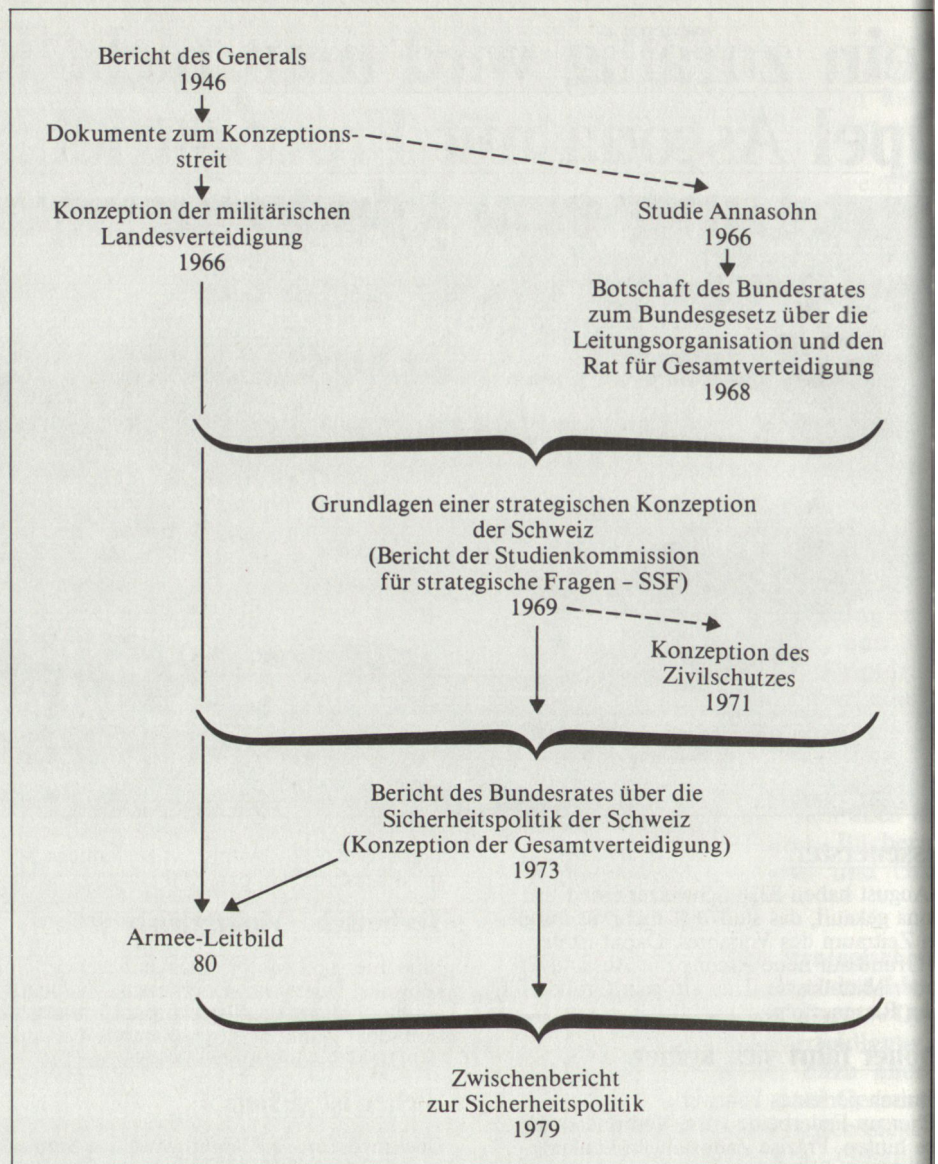 Bericht des Generals
1946
Dokumente zum Konzeptions-
streit
Konzeption der militärischen
Landesverteidigung
1966
Studie Annasohn
1966
Botschaft des Bundesrates
zum Bundesgesetz über die
Leitungsorganisation und den
Rat für Gesamtverteidigung
1968
Grundlagen einer strategischen Konzeption
der Schweiz
(Bericht der Studienkommission
für strategische Fragen – SSF)
1969
Konzeption des
Zivilschutzes
1971
Bericht des Bundesrates über die
Sicherheitspolitik der Schweiz
(Konzeption der Gesamtverteidigung)
1973
Armee-Leitbild
80
Zwischenbericht
zur Sicherheitspolitik
1979